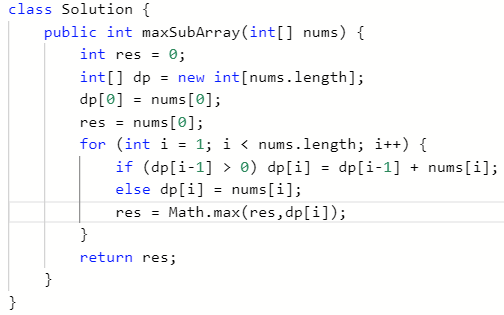 class Solution {
    public int maxSubArray(int[] nums) {
        int res = 0;
        int[] dp = new int[nums.length];
        dp[0] = nums[0];
        res = nums[0];
        for (int i = 1; i < nums.length; i++) {
            if (dp[i-1] > 0) dp[i] = dp[i-1] + nums[i];
            else dp[i] = nums[i];
            res = Math.max(res,dp[i]);
        }
        return res;
    }
}